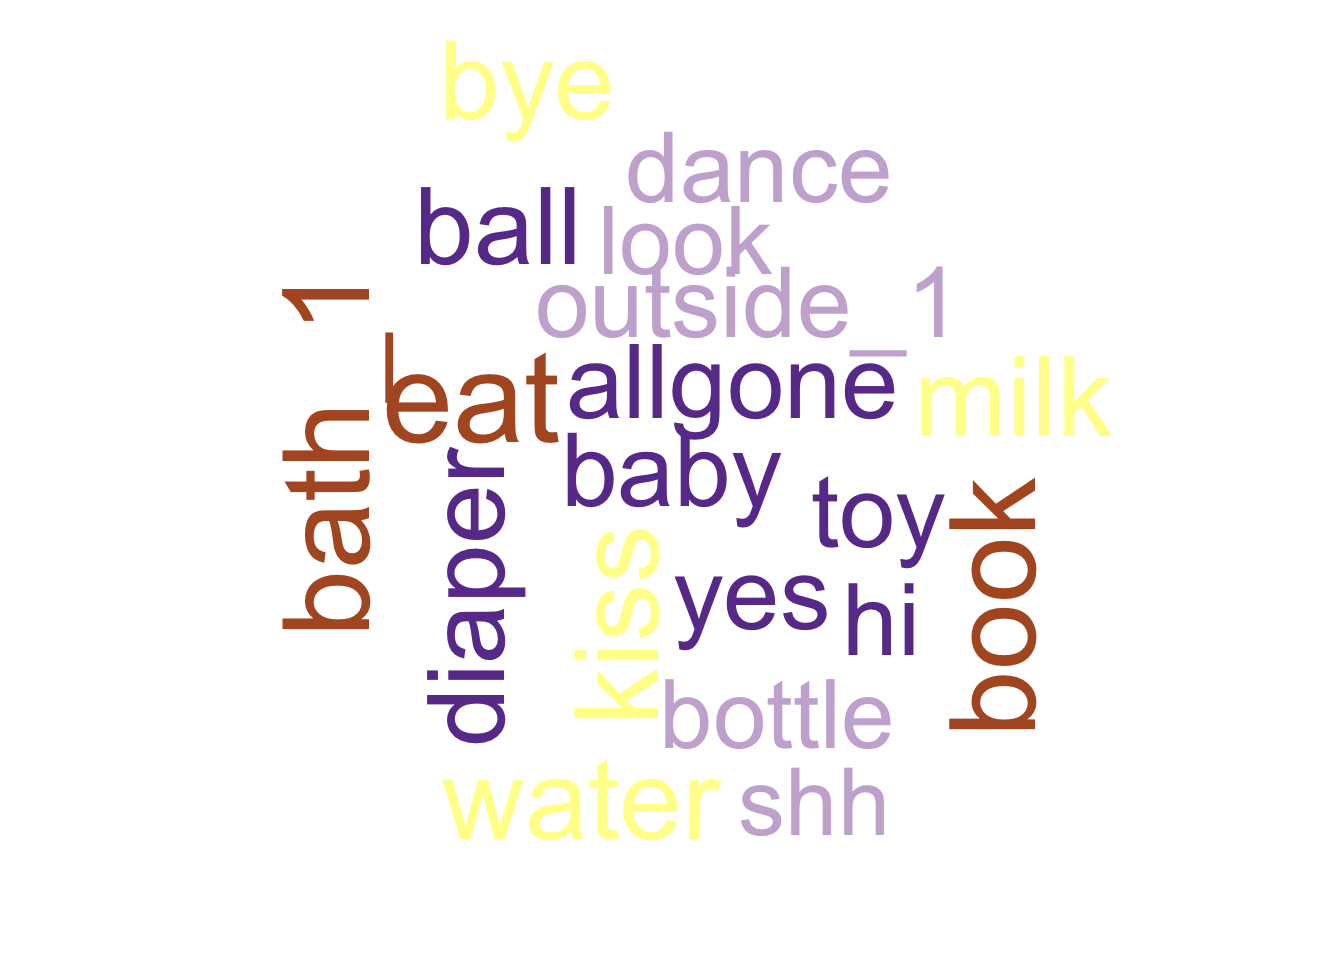 bye
dance
ball
look
outside_1
bath_1
eat
allgone
milk
baby
diaper
toy
book
kiss
yes
hi
bottle
water
shh